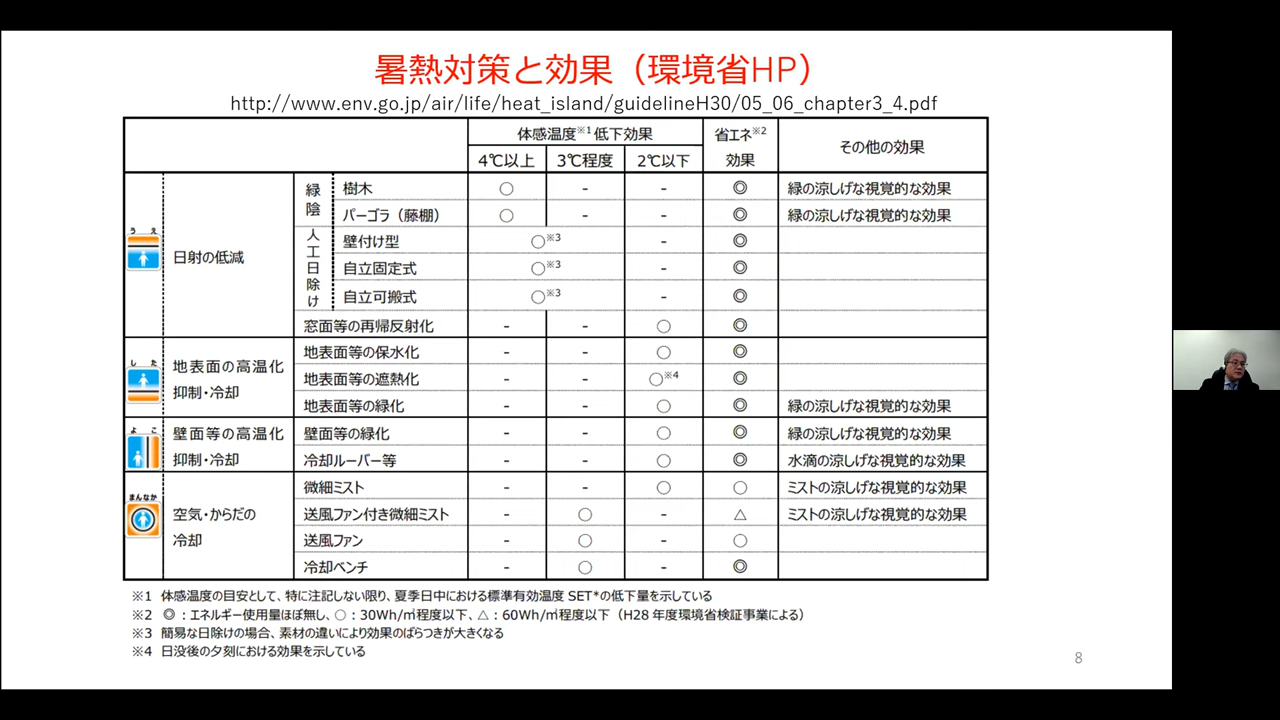 暑熱対策と効果（環境省HP）
http://www.env.go.jp/air/life/heat_island/guidelineH30/05_06_chapter3_4.pdf
体感温度※1低下効果 省エネ※2 効果 その他の効果
4℃以上 3℃程度 2℃以下
うえ 日射の低減
緑陰 樹木 ○ - - ◎ 緑の涼しげな視覚的な効果
パーゴラ（藤棚） ○ - - ◎ 緑の涼しげな視覚的な効果
人工日除け 壁付け型 ○※3 - ◎
自立固定式 ○※3 - ◎
自立可搬式 ○※3 - ◎
窓面等の再帰反射化 - - ○ ◎
した 地表面の高温化
抑制・冷却
地表面等の保水化 - - ○ ◎
地表面等の遮熱化 - - ○※4 ◎
地表面等の緑化 - - ○ ◎ 緑の涼しげな視覚的な効果
よこ 壁面等の高温化
抑制・冷却
壁面等の緑化 - - ○ ◎ 緑の涼しげな視覚的な効果
冷却ルーバー等 - - ○ ◎ 水滴の涼しげな視覚的な効果
まんなか 空気・からだの
冷却
微細ミスト - - ○ ○ ミストの涼しげな視覚的な効果
送風ファン付き微細ミスト - ○ - △ ミストの涼しげな視覚的な効果
送風ファン - ○ - ○
冷却ベンチ - ○ - ◎
※1 体感温度の目安として、特に注記しない限り、夏季日中における標準有効温度 SET*の低下量を示している
※2 ◎：エネルギー使用量ほぼ無し、○：30Wh/㎡程度以下、△：60Wh/㎡程度以下（H28 年度環境省検証事業による）
※3 簡易な日除けの場合、素材の違いにより効果のばらつきが大きくなる
※4 日没後の夕刻における効果を示している
8